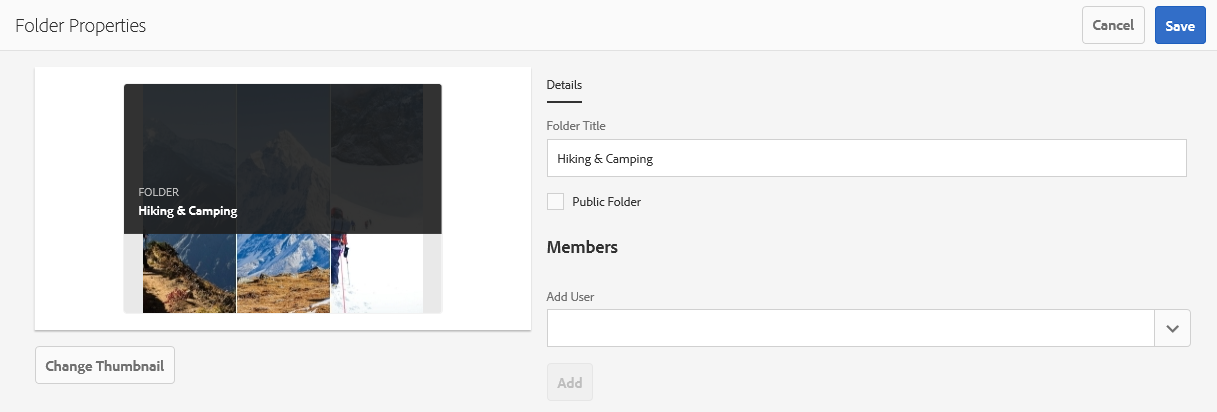 Folder Properties
Cancel
Save
FOLDER
Hiking & Camping
Change Thumbnail
Details
Folder Title
Hiking & Camping
Public Folder
Members
Add User
Add